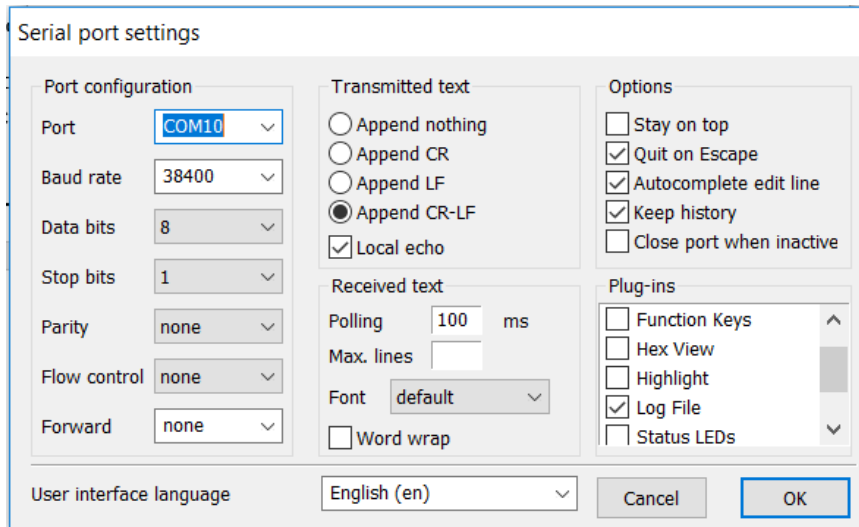 Serial port settings
Port configuration
Port COM10
Baud rate 38400
Data bits 8
Stop bits 1
Parity none
Flow control none
Forward none
Transmitted text
Append nothing
Append CR
Append LF
Append CR-LF
Local echo
Received text
Polling 100 ms
Max. lines
Font default
Word wrap
Options
Stay on top
Quit on Escape
Autocomplete edit line
Keep history
Close port when inactive
Plug-ins
Function Keys
Hex View
Highlight
Log File
Status LEDs
User interface language English (en) Cancel OK